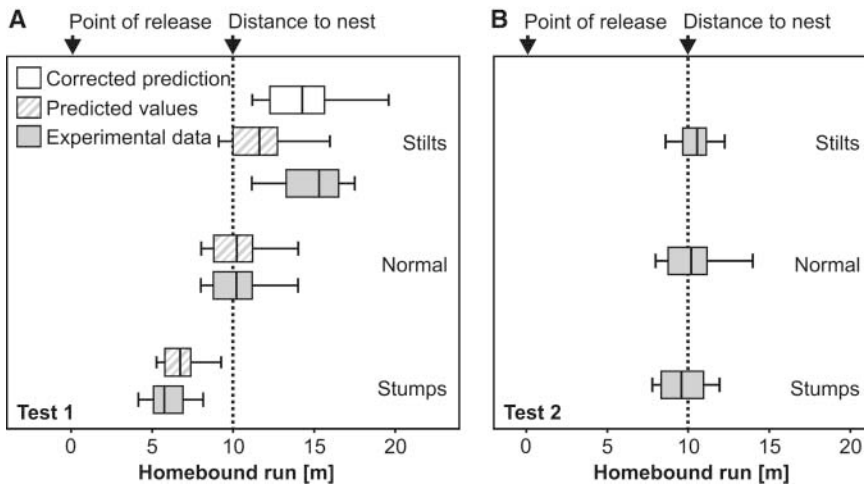 A Point of release Distance to nest
Corrected prediction
Predicted values
Experimental data
Stilts
Normal
Stumps
Test 1
0 5 10 15 20
Homebound run [m]
B Point of release Distance to nest
Stilts
Normal
Stumps
Test 2
0 5 10 15 20
Homebound run [m]